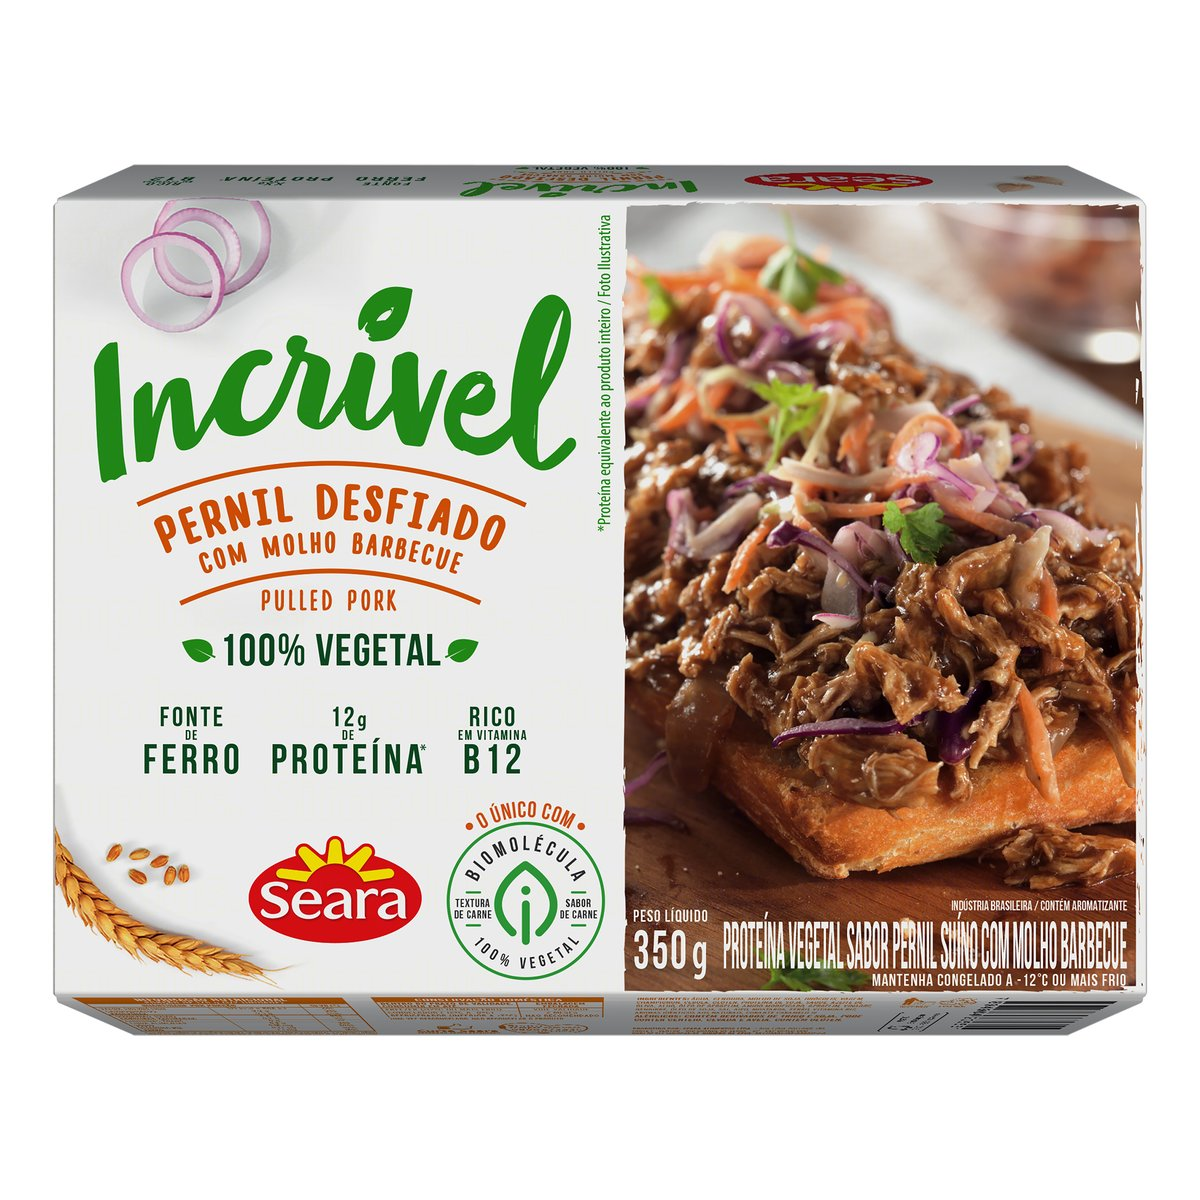 Incrível
Seara
Incrível
PERNIL DESFIADO
COM MOLHO BARBECUE
PULLED PORK
100% VEGETAL
FONTE
DE
FERRO
12g
DE
PROTEÍNA*
RICO
EM VITAMINA
B12
Seara
• O ÚNICO COM •
BIOMOLÉCULA
TEXTURA
DE CARNE
SABOR
DE CARNE
100% VEGETAL
*Proteína equivalente ao produto inteiro / Foto Ilustrativa
INDÚSTRIA BRASILEIRA / CONTÉM AROMATIZANTE
PESO LÍQUIDO
350g
PROTEÍNA VEGETAL SABOR PERNIL SUÍNO COM MOLHO BARBECUE
MANTENHA CONGELADO A -12°C OU MAIS FRIO